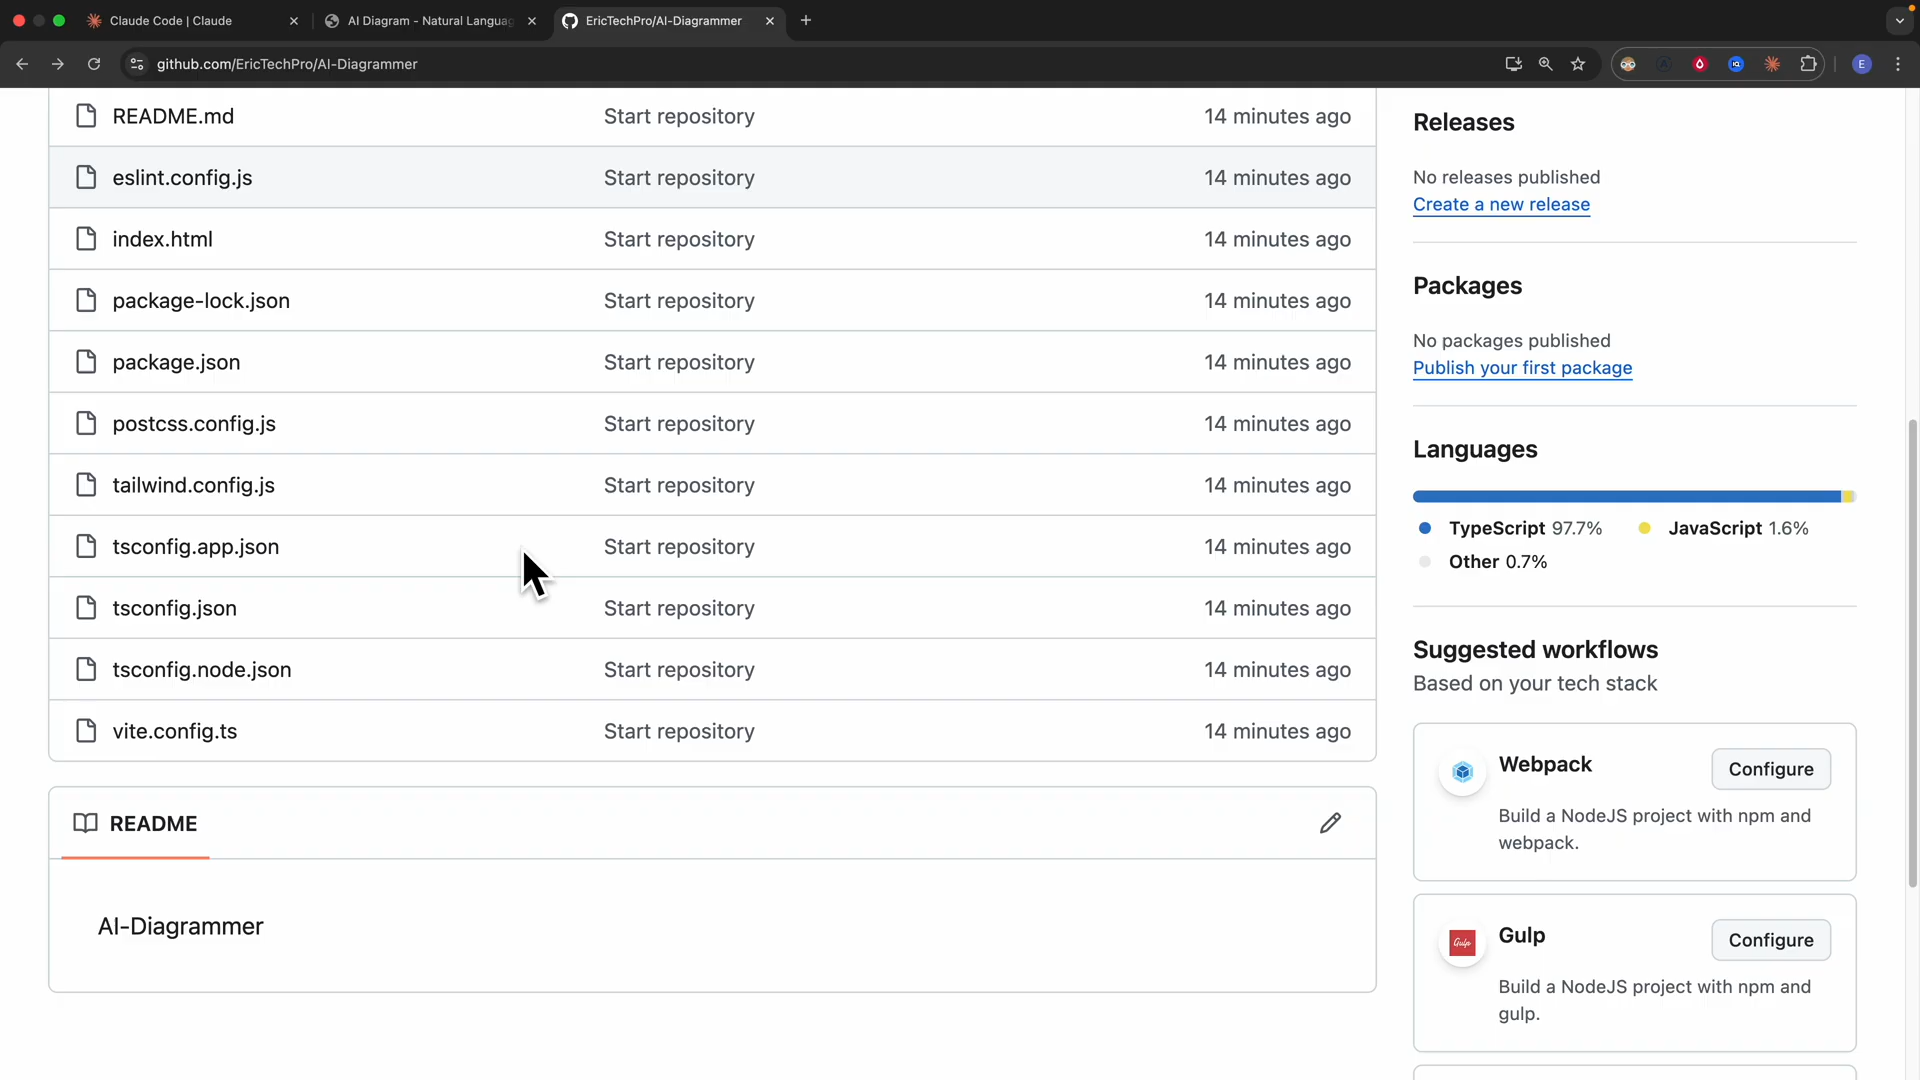 Claude Code | Claude
AI Diagram - Natural Languag
EricTechPro/AI-Diagrammer
github.com/EricTechPro/AI-Diagrammer
E
README.md Start repository 14 minutes ago
eslint.config.js Start repository 14 minutes ago
index.html Start repository 14 minutes ago
package-lock.json Start repository 14 minutes ago
package.json Start repository 14 minutes ago
postcss.config.js Start repository 14 minutes ago
tailwind.config.js Start repository 14 minutes ago
tsconfig.app.json Start repository 14 minutes ago
tsconfig.json Start repository 14 minutes ago
tsconfig.node.json Start repository 14 minutes ago
vite.config.ts Start repository 14 minutes ago
README
AI-Diagrammer
Releases
No releases published
Create a new release
Packages
No packages published
Publish your first package
Languages
TypeScript 97.7% JavaScript 1.6%
Other 0.7%
Suggested workflows
Based on your tech stack
Webpack
Configure
Build a NodeJS project with npm and
webpack.
Gulp
Gulp
Configure
Build a NodeJS project with npm and
gulp.